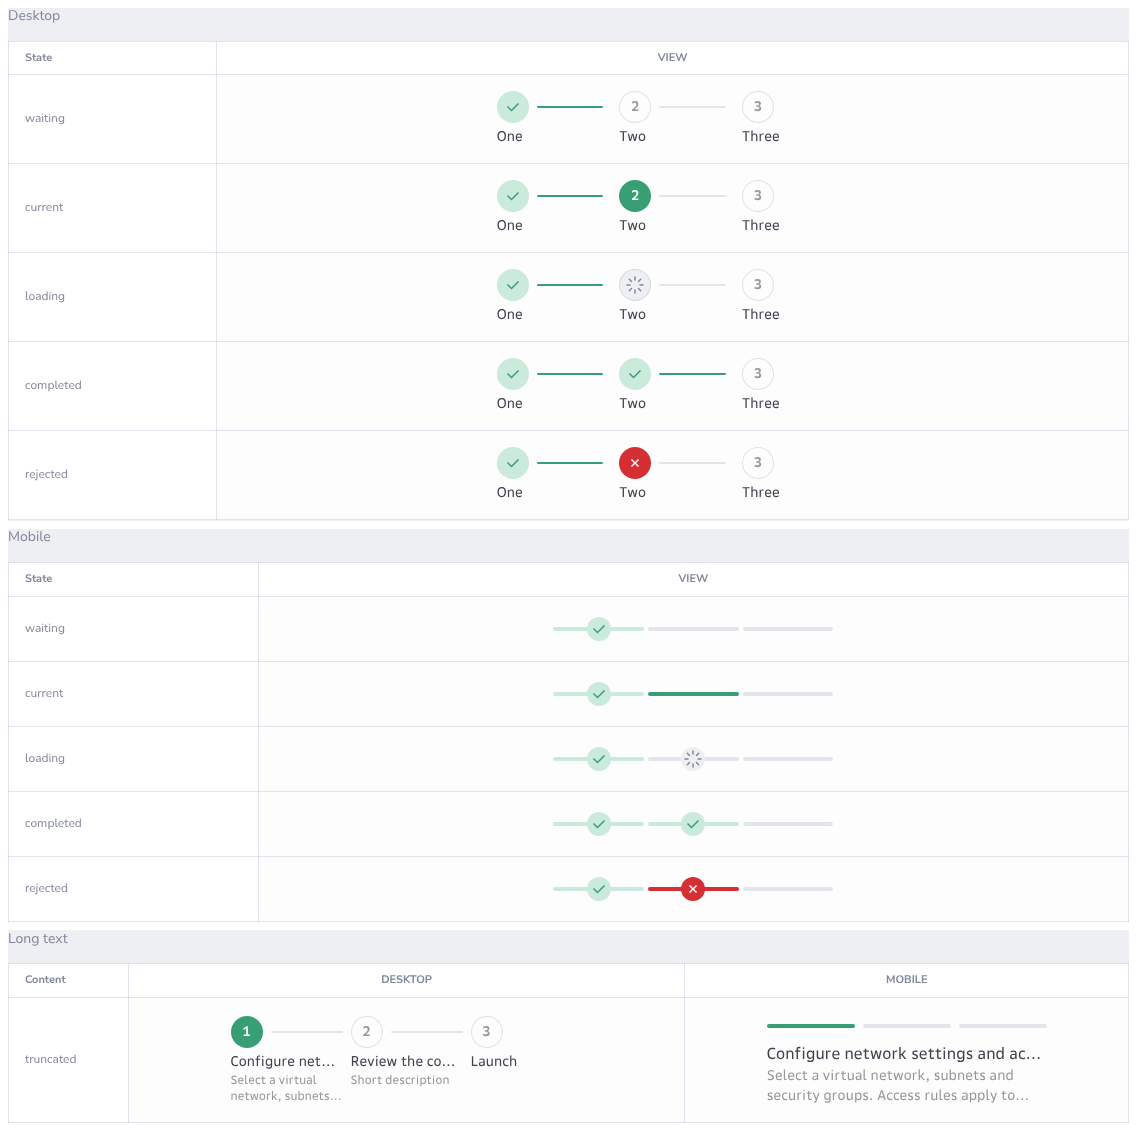 Desktop
State VIEW
waiting
2 3
One Two Three
current
2 3
One Two Three
loading
3
One Two Three
completed
3
One Two Three
rejected
3
One Two Three
Mobile
State VIEW
waiting
current
loading
completed
rejected
Long text
Content DESKTOP MOBILE
truncated
1 2 3
Configure net... Review the co... Launch
Select a virtual Short description
network, subnets...
Configure network settings and ac...
Select a virtual network, subnets and
security groups. Access rules apply to...